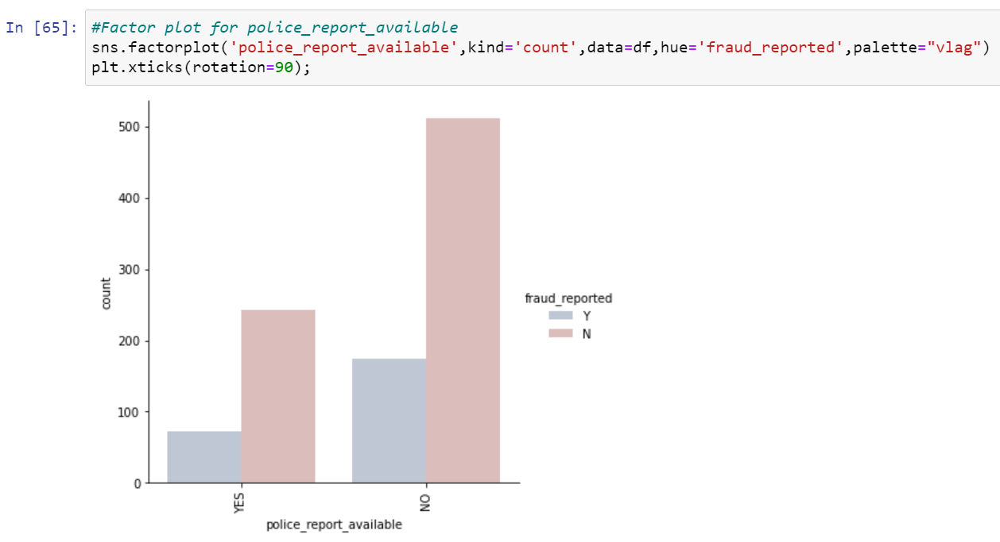 In [65]: #Factor plot for police_report_available
sns.factorplot('police_report_available',kind='count',data=df,hue='fraud_reported',palette="vlag")
plt.xticks(rotation=90);
500
400
300
200
100
0
count
YES
NO
police_report_available
fraud_reported
Y
N